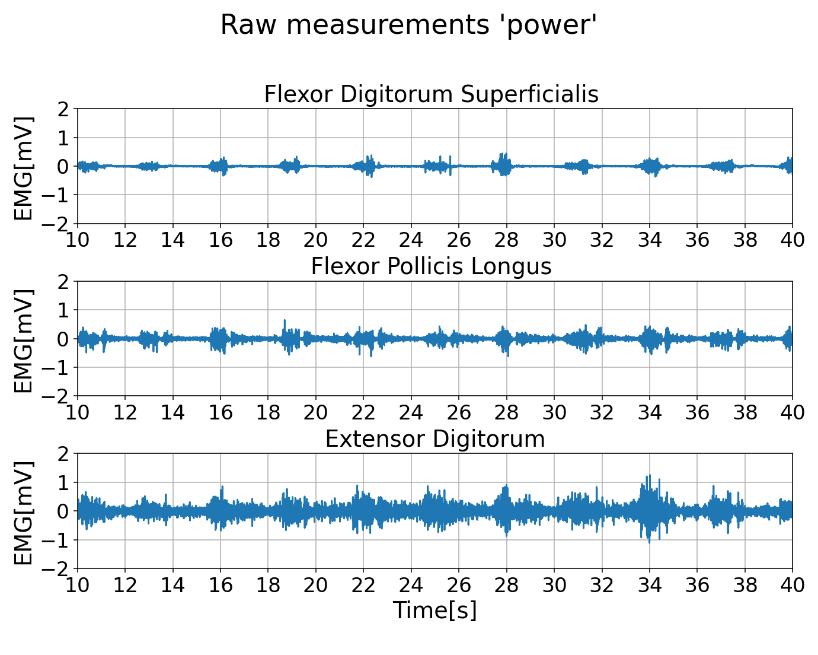 Raw measurements 'power'
Flexor Digitorum Superficialis
EMG[mV]
2
1
0
−1
−2
10 12 14 16 18 20 22 24 26 28 30 32 34 36 38 40
Flexor Pollicis Longus
EMG[mV]
2
1
0
−1
−2
10 12 14 16 18 20 22 24 26 28 30 32 34 36 38 40
Extensor Digitorum
EMG[mV]
2
1
0
−1
−2
10 12 14 16 18 20 22 24 26 28 30 32 34 36 38 40
Time[s]